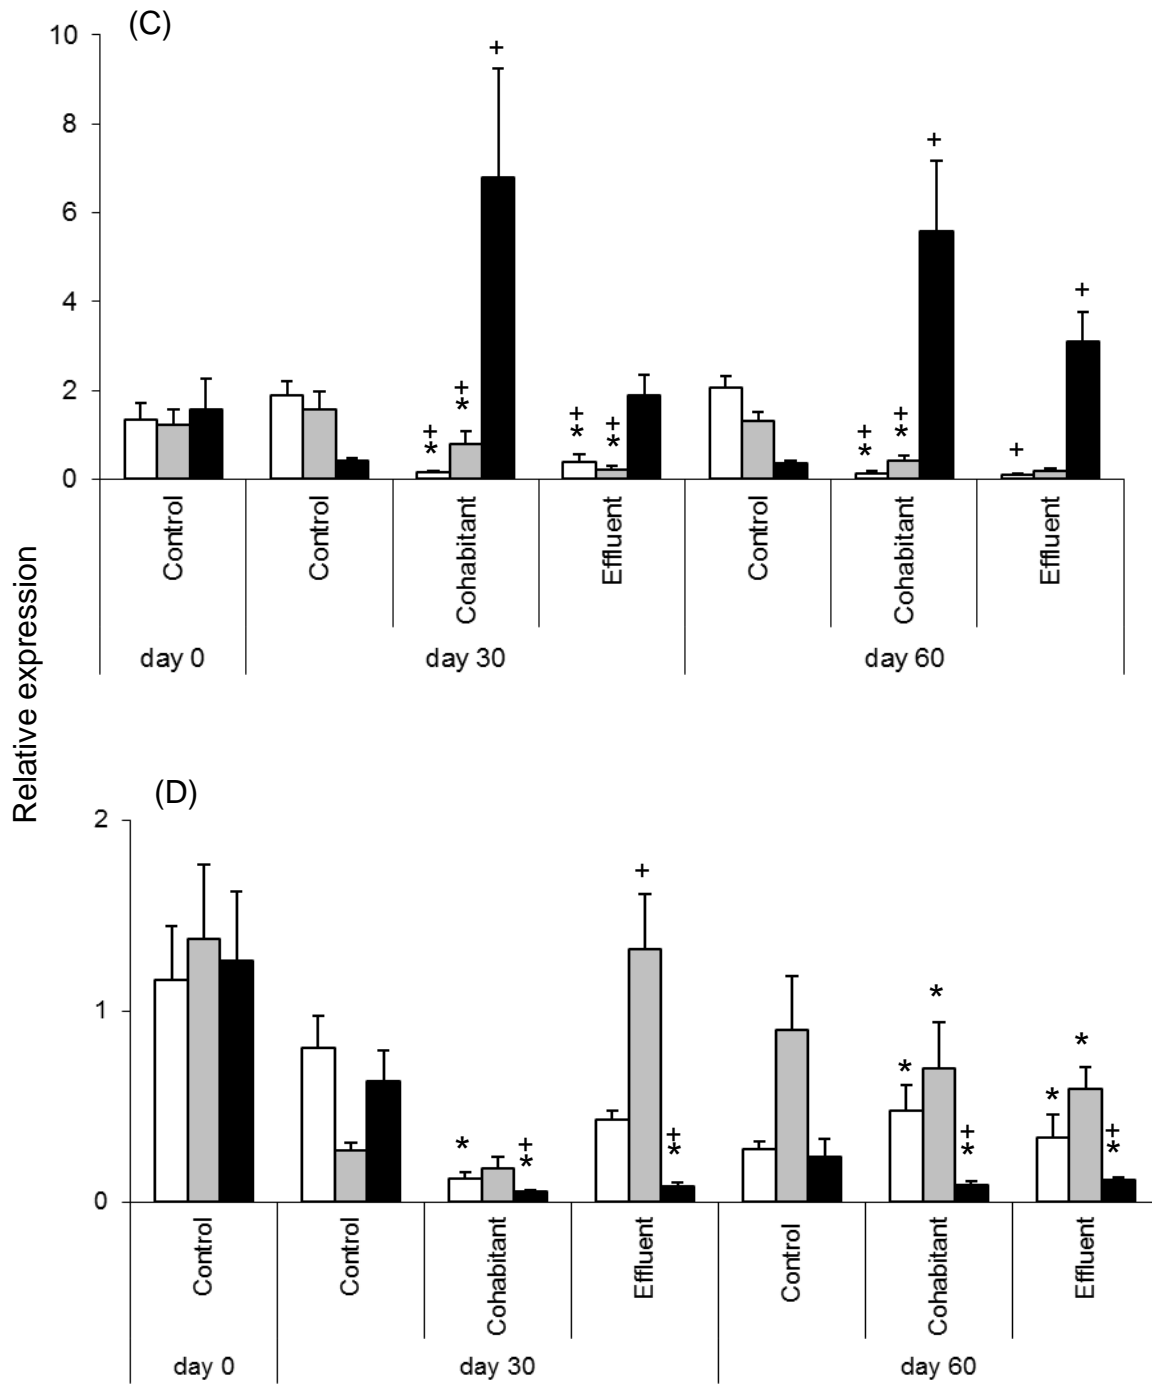 (C)
10
8
6
4
2
0
+
+
+
*
+
*
+
*
+
*
+
*
+
*
+
+
Control
Control
Cohabitant
Effluent
Control
Cohabitant
Effluent
day 0
day 30
day 60
Relative expression
(D)
2
1
0
*
+
*
+
+
*
*
*
+
*
*
*
+
*
Control
Control
Cohabitant
Effluent
Control
Cohabitant
Effluent
day 0
day 30
day 60